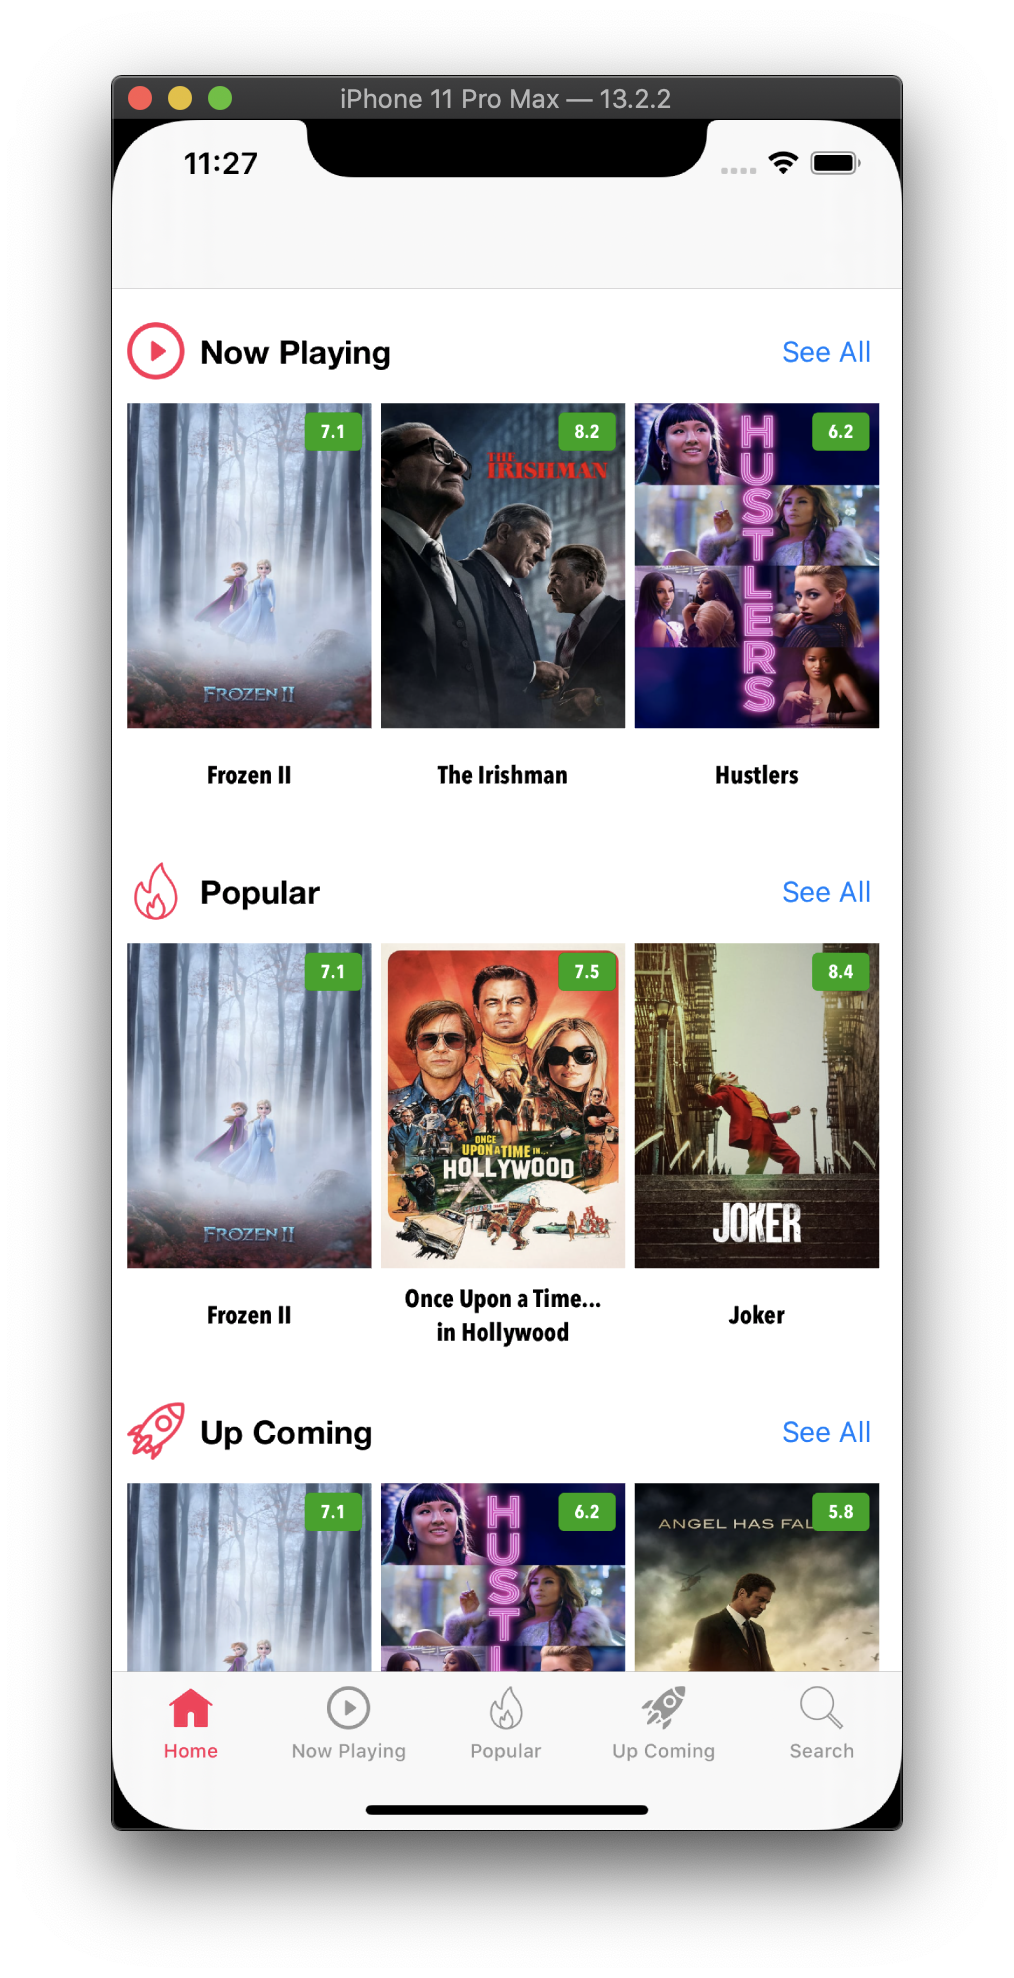 iPhone 11 Pro Max — 13.2.2
11:27
Now Playing
See All
7.1
8.2
6.2
THE
IRISHMAN
HUSTLERS
FROZEN II
Frozen II
The Irishman
Hustlers
Popular
See All
7.1
7.5
8.4
ONCE
UPON A TIME IN...
HOLLYWOOD
JOKER
FROZEN II
Frozen II
Once Upon a Time...
in Hollywood
Joker
Up Coming
See All
7.1
6.2
5.8
HUSTL
ANGEL HAS FAL
Home
Now Playing
Popular
Up Coming
Search